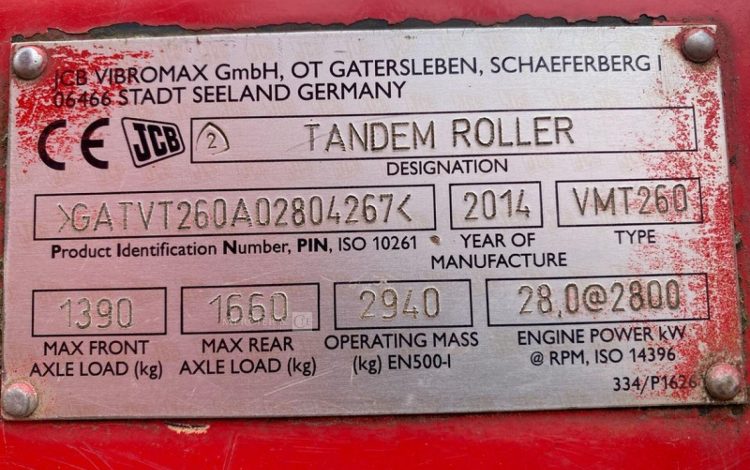 JCB VIBROMAX GmbH, OT GATERSLEBEN, SCHAEFERBERG 1
06466 STADT SEELAND GERMANY
CE JCB 2 TANDEM ROLLER
DESIGNATION
>GATVT260A02804267< 2014 VMT260
Product Identification Number, PIN, ISO 10261 YEAR OF MANUFACTURE TYPE
1390 1660 2940 28,0@2800
MAX FRONT AXLE LOAD (kg) MAX REAR AXLE LOAD (kg) OPERATING MASS (kg) EN500-1 ENGINE POWER kW @ RPM, ISO 14396
334/P1626